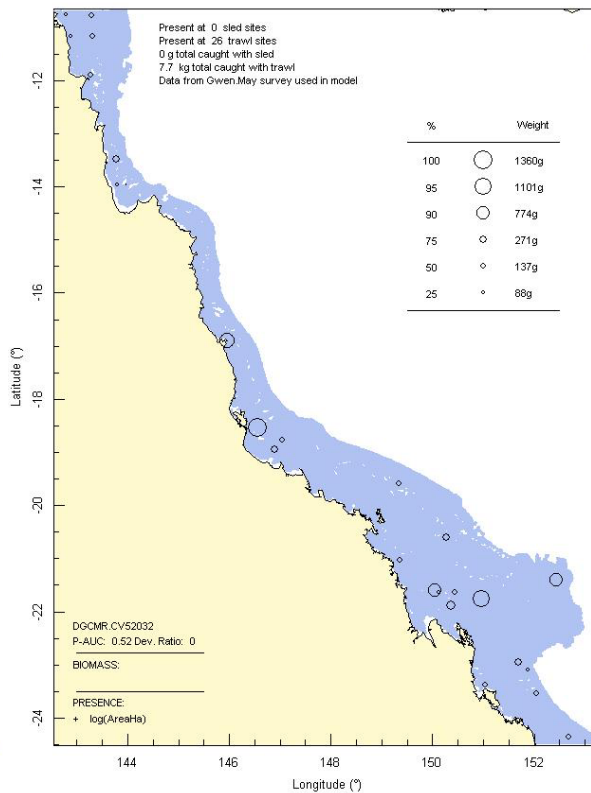 Present at 0 sled sites
Present at 26 trawl sites
0 g total caught with sled
7.7 kg total caught with trawl
Data from Gwen.May survey used in model
% Weight
100 1360g
95 1101g
90 774g
75 271g
50 137g
25 88g
-12
-14
-16
-18
-20
-22
-24
Latitude (°)
DGCMR.CV52032
P-AUC: 0.52 Dev. Ratio: 0
BIOMASS:
PRESENCE:
+ log(AreaHa)
144 146 148 150 152
Longitude (°)